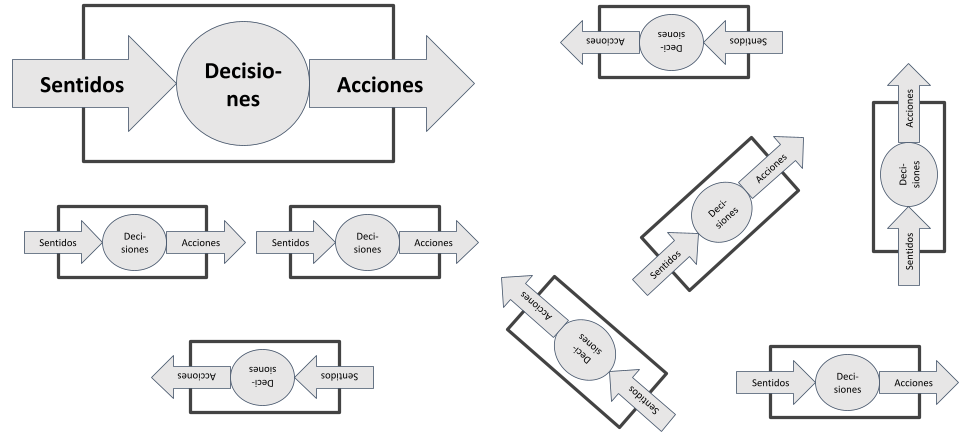 Sentidos
Decisio-
nes
Acciones
Acciones
Deci-
siones
Sentidos
Sentidos
Deci-
siones
Acciones
Sentidos
Deci-
siones
Acciones
Sentidos
Deci-
siones
Acciones
Sentidos
Deci-
siones
Acciones
Acciones
Deci-
siones
Sentidos
Acciones
Deci-
siones
Sentidos
Sentidos
Deci-
siones
Acciones